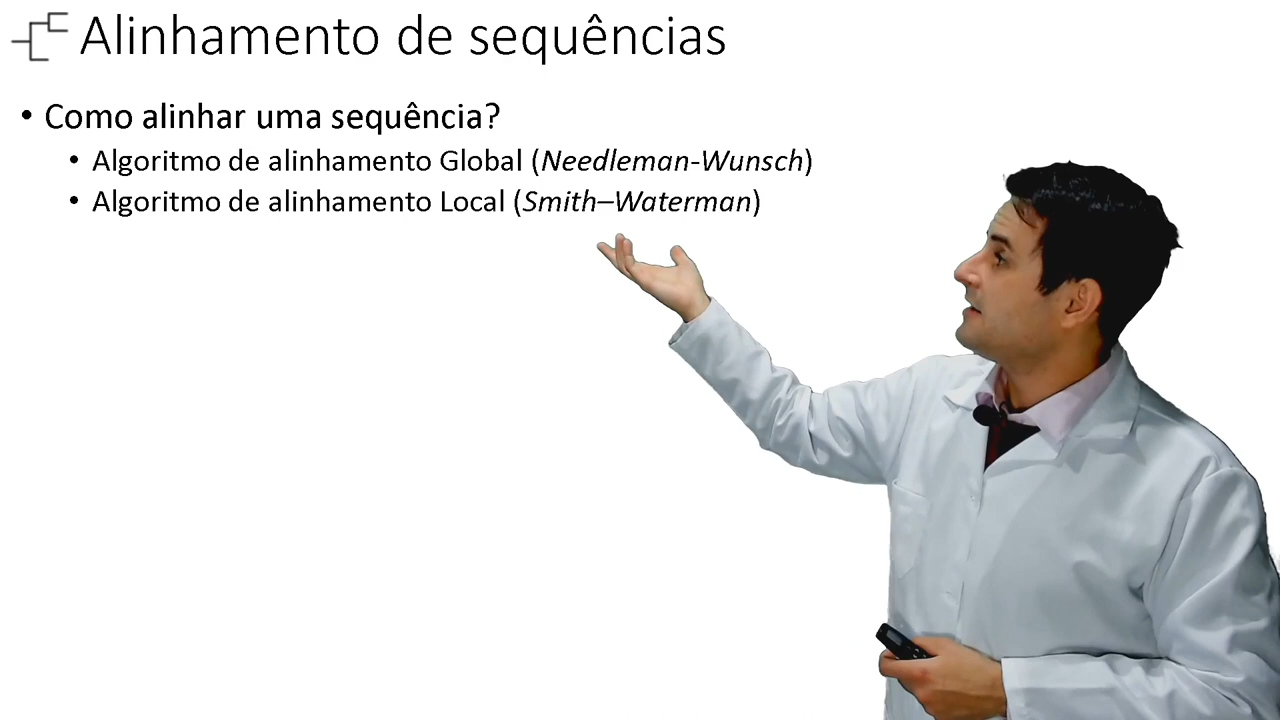 Alinhamento de sequências
• Como alinhar uma sequência?
• Algoritmo de alinhamento Global (Needleman-Wunsch)
• Algoritmo de alinhamento Local (Smith–Waterman)